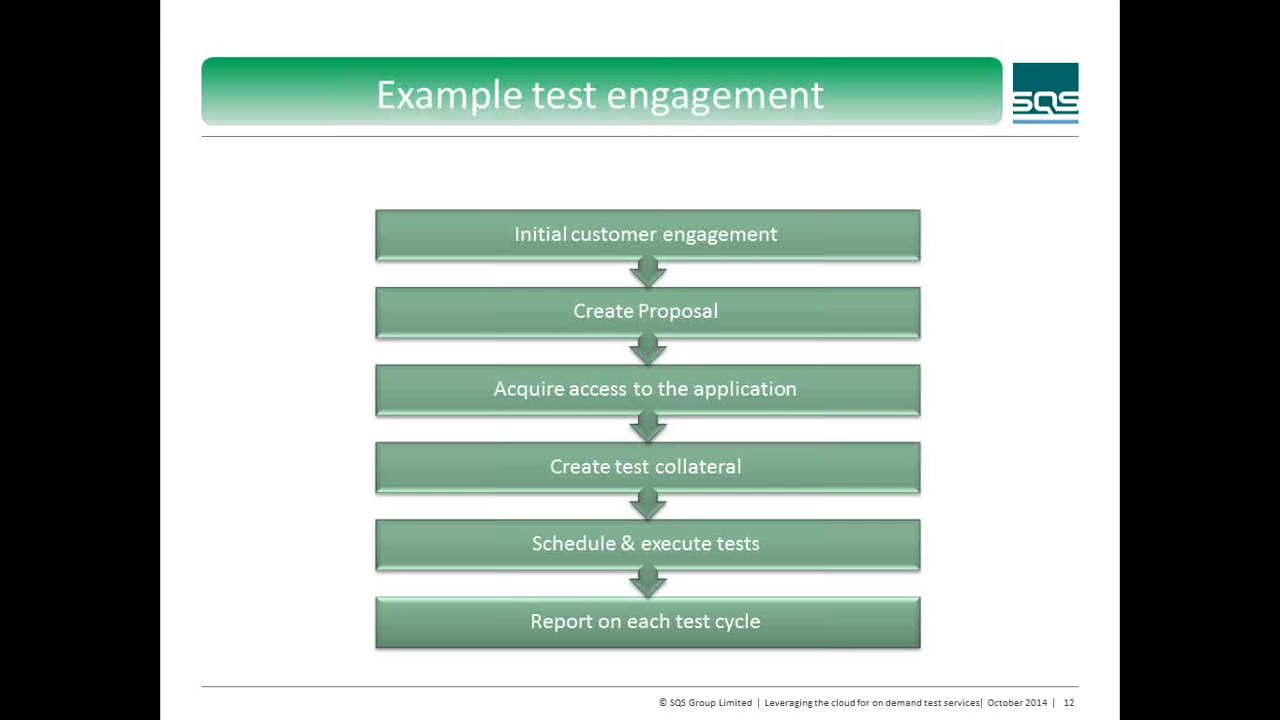 Example test engagement
SQS
Initial customer engagement
Create Proposal
Acquire access to the application
Create test collateral
Schedule & execute tests
Report on each test cycle
© SQS Group Limited | Leveraging the cloud for on demand test services| October 2014 | 12